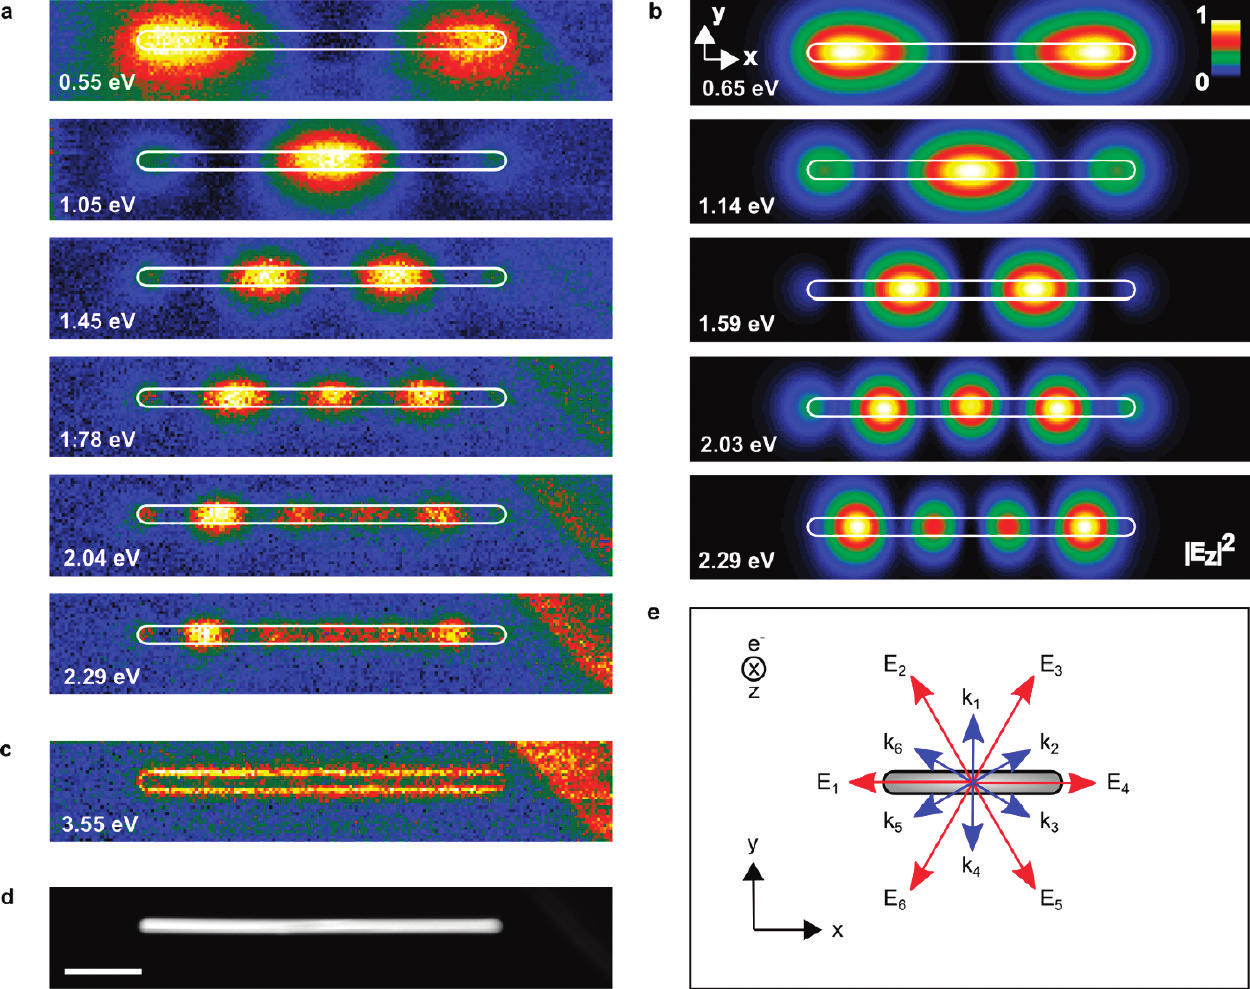 a
0.55 eV
1.05 eV
1.45 eV
1.78 eV
2.04 eV
2.29 eV
c
3.55 eV
d
b
y
x
1
0
0.65 eV
1.14 eV
1.59 eV
2.03 eV
2.29 eV
|Ez|²
e
e⁻
z
E₂
E₃
k₁
k₆
k₂
E₁
E₄
k₅
k₃
k₄
E₆
E₅
y
x